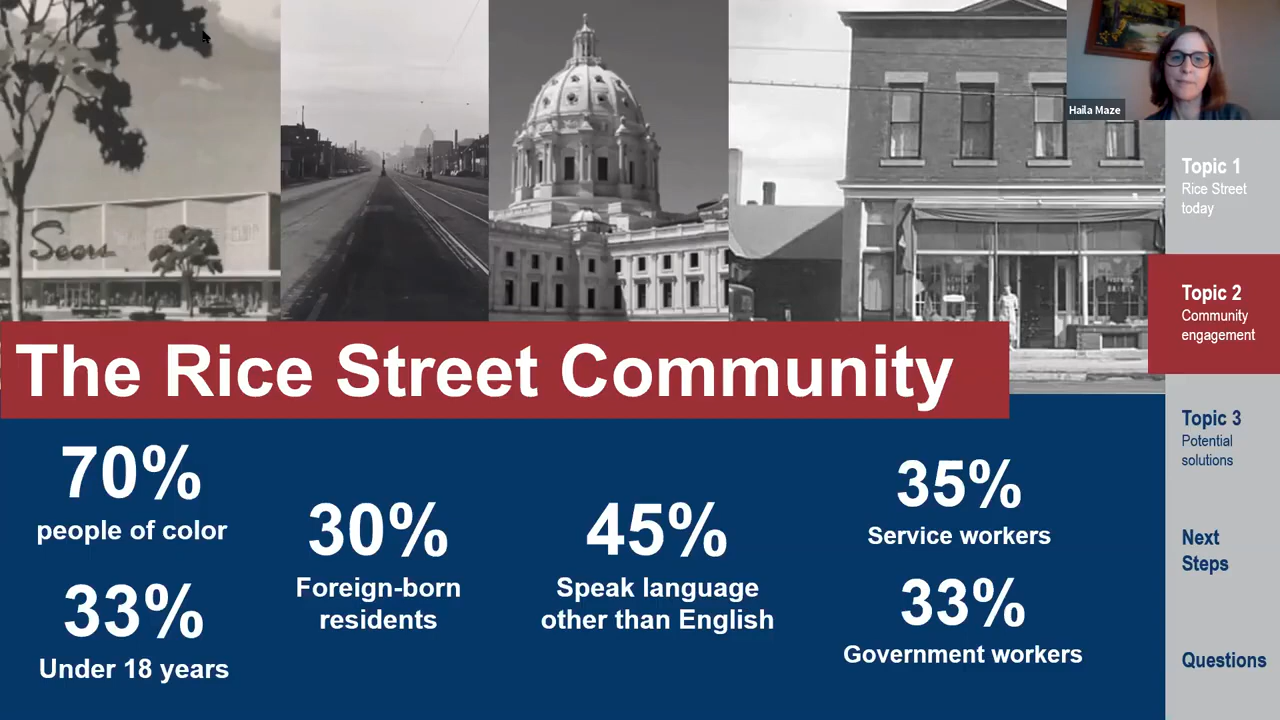 Sears
Haila Maze
Topic 1
Rice Street
today
Topic 2
Community
engagement
The Rice Street Community
70%
people of color
33%
Under 18 years
30%
Foreign-born
residents
45%
Speak language
other than English
35%
Service workers
33%
Government workers
Topic 3
Potential
solutions
Next
Steps
Questions